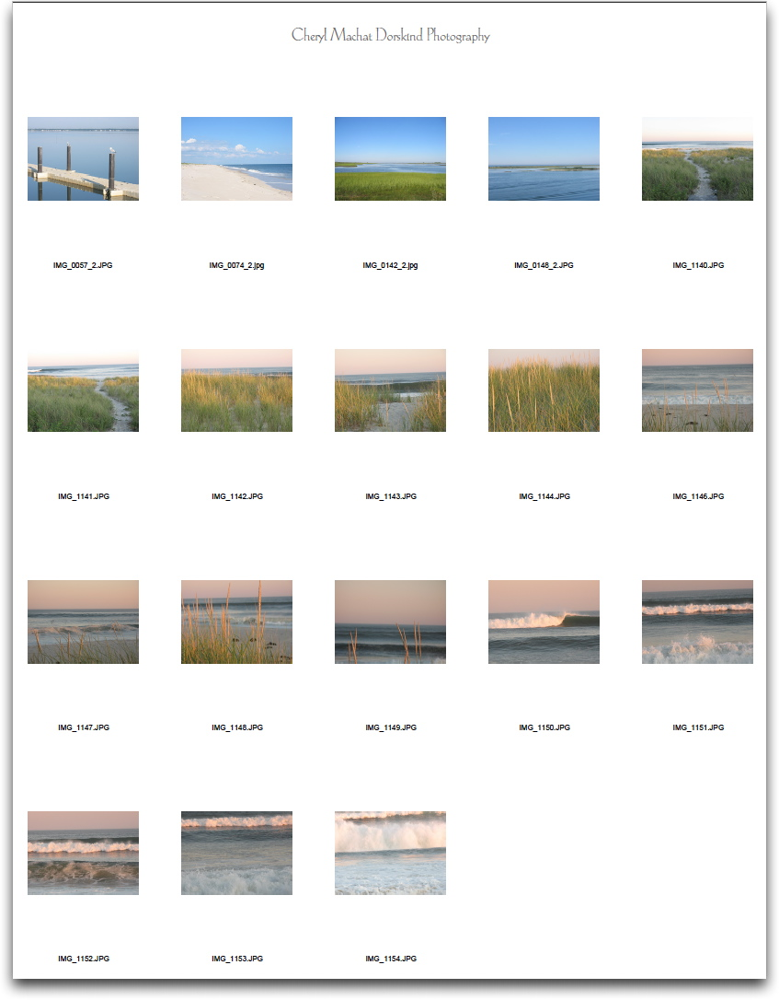 Cheryl Machat Dorskind Photography
IMG_0057_2.JPG IMG_0074_2.jpg IMG_0142_2.jpg IMG_0148_2.JPG IMG_1140.JPG
IMG_1141.JPG IMG_1142.JPG IMG_1143.JPG IMG_1144.JPG IMG_1146.JPG
IMG_1147.JPG IMG_1148.JPG IMG_1149.JPG IMG_1150.JPG IMG_1151.JPG
IMG_1152.JPG IMG_1153.JPG IMG_1154.JPG